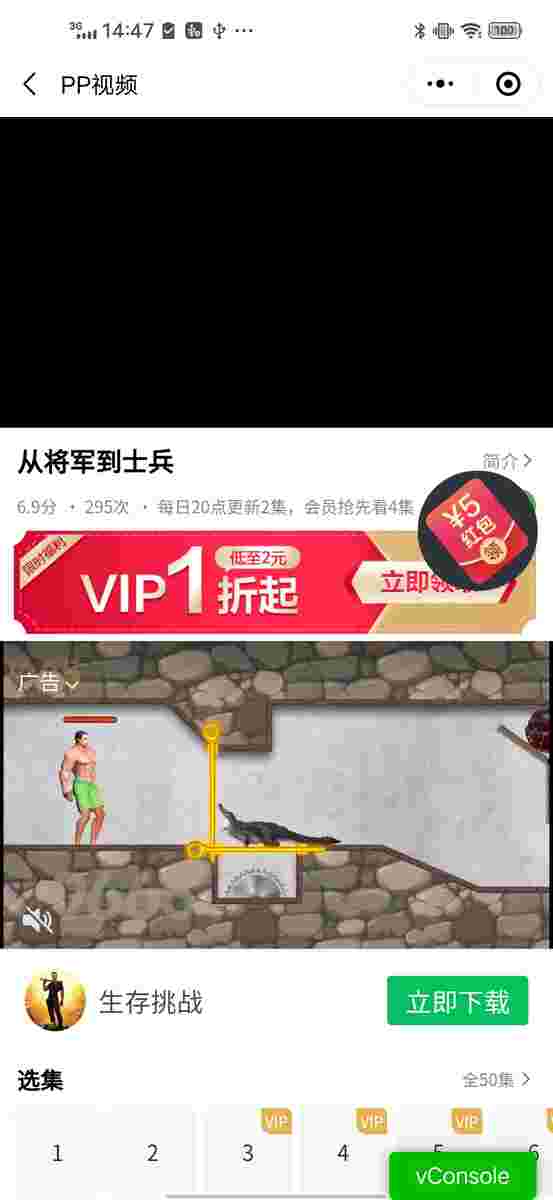 3G 14:47 100
PP视频
从将军到士兵
简介
6.9分 · 295次 · 每日20点更新2集，会员抢先看4集
¥5
红包
领
限时福利
VIP1折起
低至2元
立即领
广告
生存挑战
立即下载
选集
全50集
VIP VIP VIP
1 2 3 4 5 6
vConsole